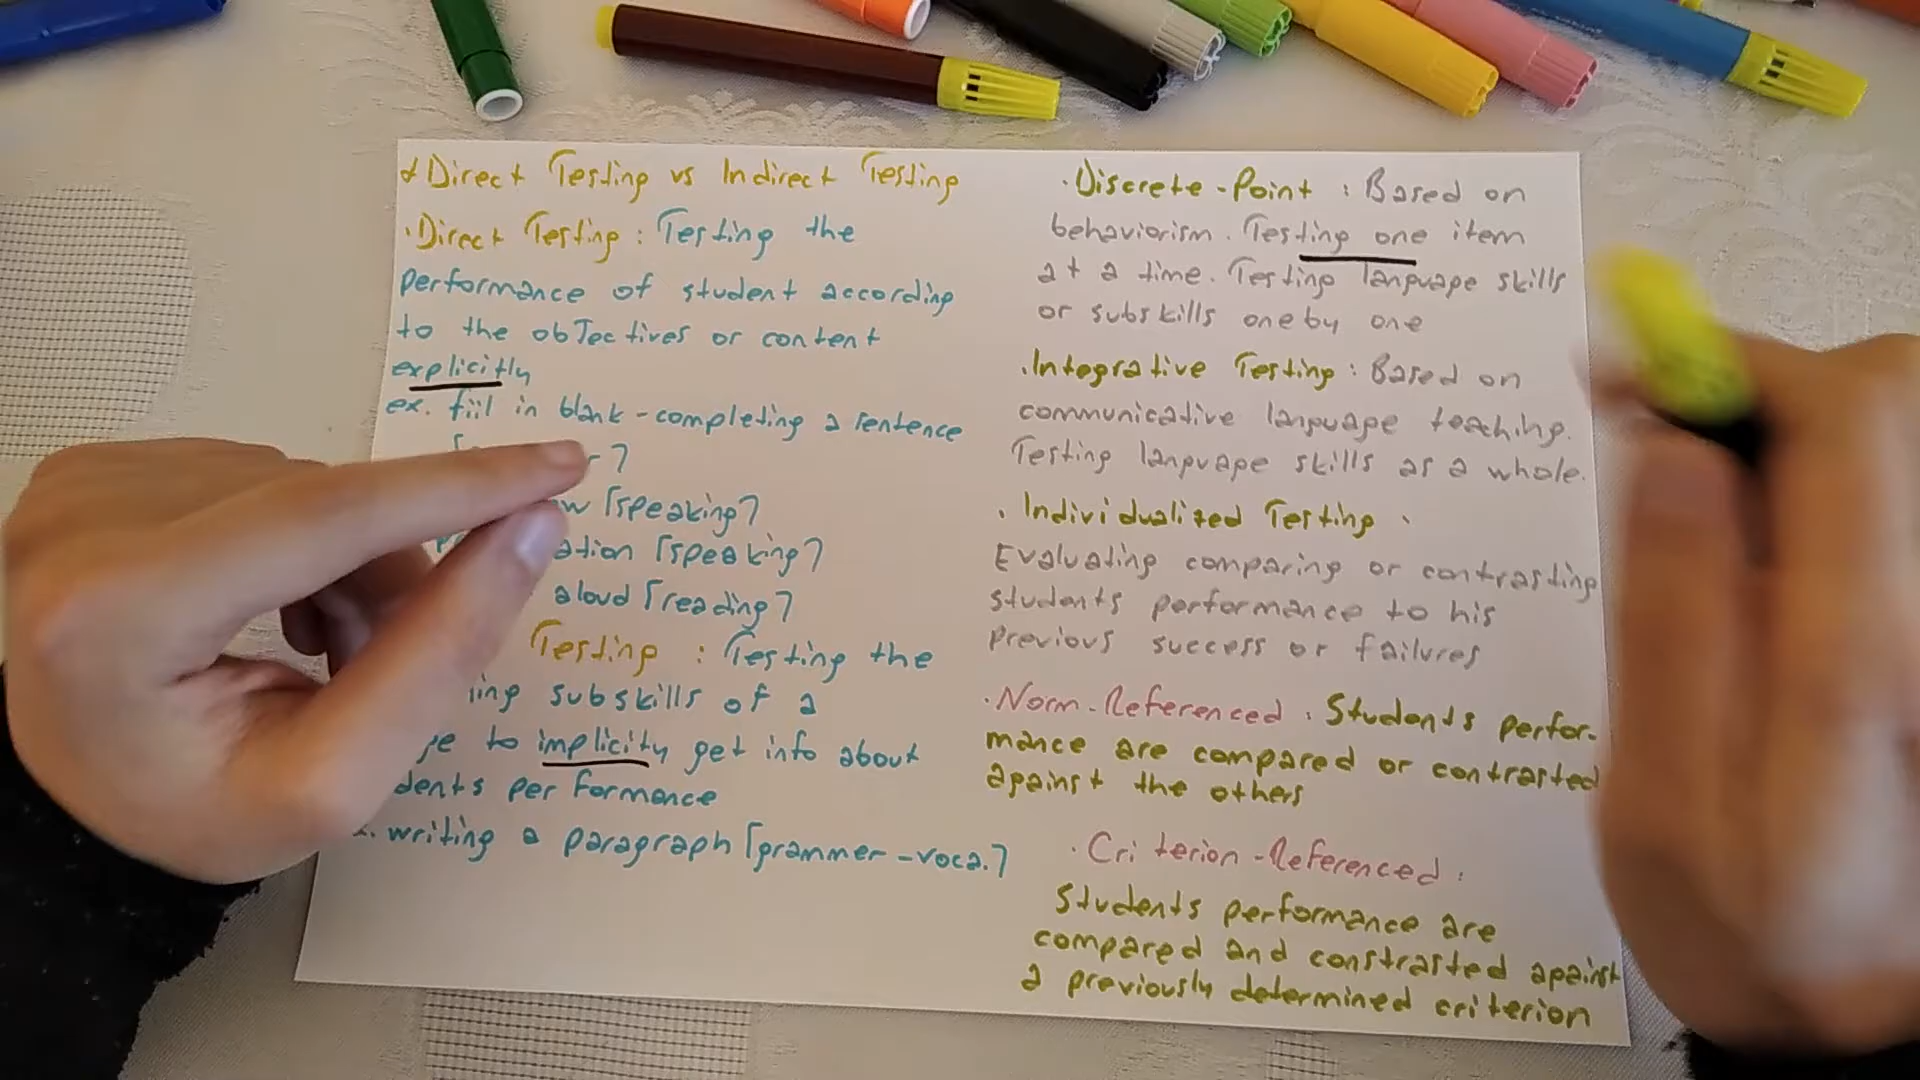 Direct Testing vs Indirect Testing
· Direct Testing : Testing the
performance of student according
to the objectives or content
explicitly
ex. fiil in blank - completing a sentence
[speaking]
[speaking]
aloud [reading]
Testing : Testing the
subskills of a
to implicity get info about
performance
writing a paragraph [grammer - voca.]
· Discrete - Point : Based on
behaviorism. Testing one item
at a time. Testing language skills
or subskills one by one
· Integrative Testing : Based on
communicative language teaching.
Testing language skills as a whole.
· Individualized Testing
Evaluating comparing or contrasting
students performance to his
previous success or failures
· Norm - Referenced : Students perfor-
mance are compared or contrasted
against the others
· Criterion - Referenced :
Students performance are
compared and constrasted against
a previously determined criterion